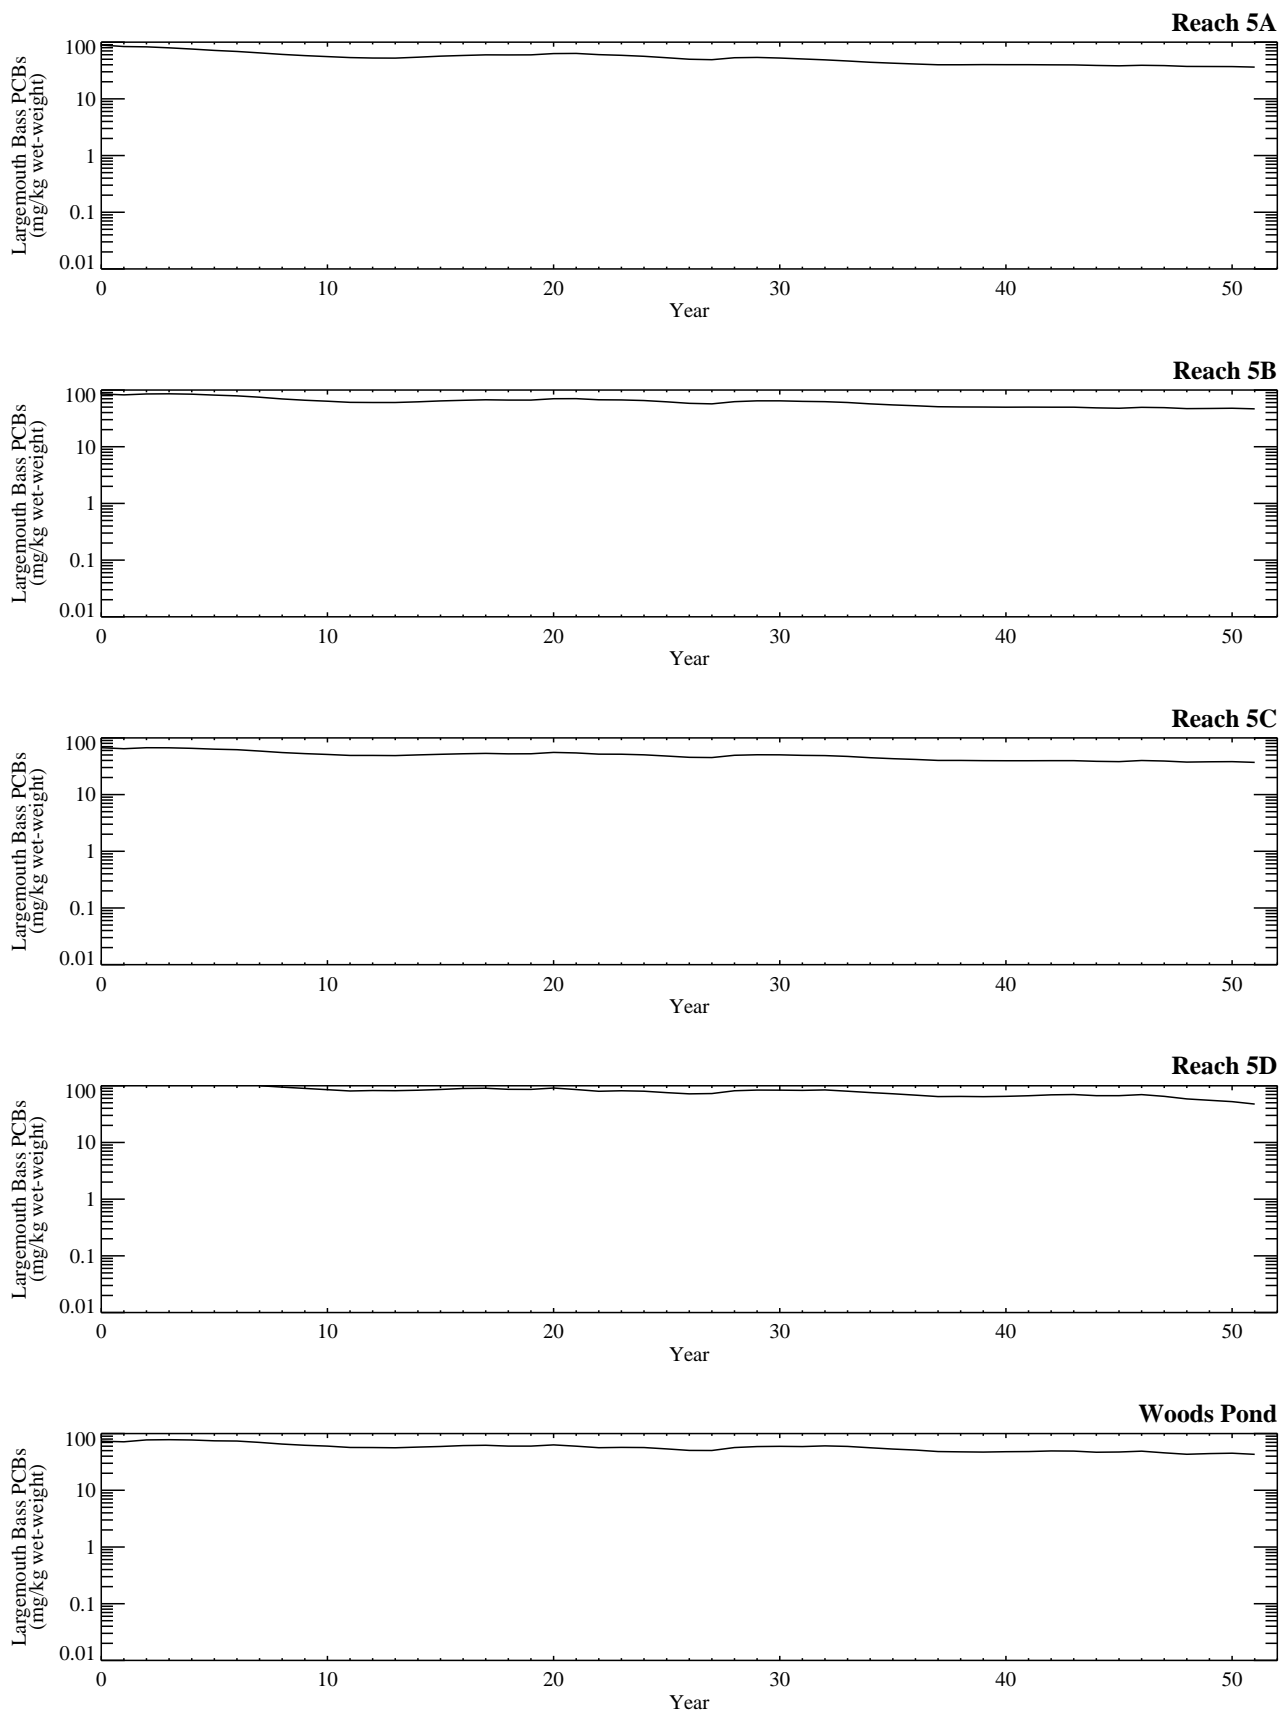 Reach 5A
Largemouth Bass PCBs
(mg/kg wet-weight)
100
10
1
0.1
0.01
0 10 20 30 40 50
Year
Reach 5B
Largemouth Bass PCBs
(mg/kg wet-weight)
100
10
1
0.1
0.01
0 10 20 30 40 50
Year
Reach 5C
Largemouth Bass PCBs
(mg/kg wet-weight)
100
10
1
0.1
0.01
0 10 20 30 40 50
Year
Reach 5D
Largemouth Bass PCBs
(mg/kg wet-weight)
100
10
1
0.1
0.01
0 10 20 30 40 50
Year
Woods Pond
Largemouth Bass PCBs
(mg/kg wet-weight)
100
10
1
0.1
0.01
0 10 20 30 40 50
Year